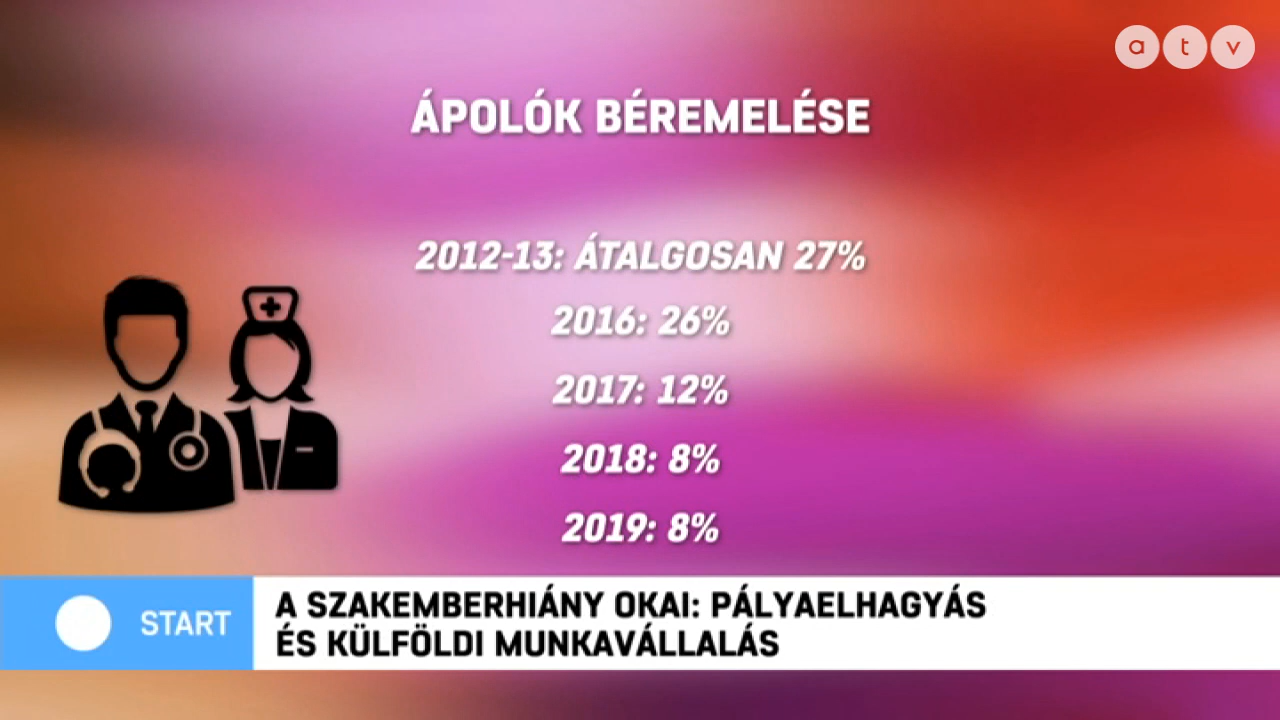 atv
ÁPOLÓK BÉREMELÉSE
2012-13: ÁTALGOSAN 27%
2016: 26%
2017: 12%
2018: 8%
2019: 8%
START
A SZAKEMBERHIÁNY OKAI: PÁLYAELHAGYÁS
ÉS KÜLFÖLDI MUNKAVÁLLALÁS